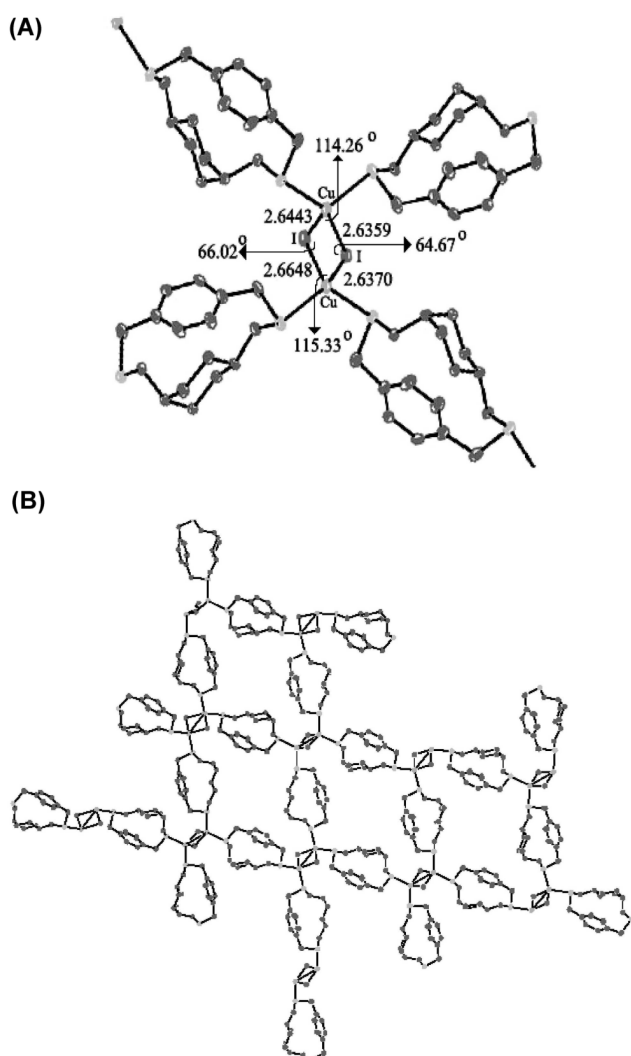 (A)
114.26 o
Cu
2.6443
2.6359
o
66.02
I
I
64.67 o
2.6648
2.6370
Cu
115.33 o
(B)